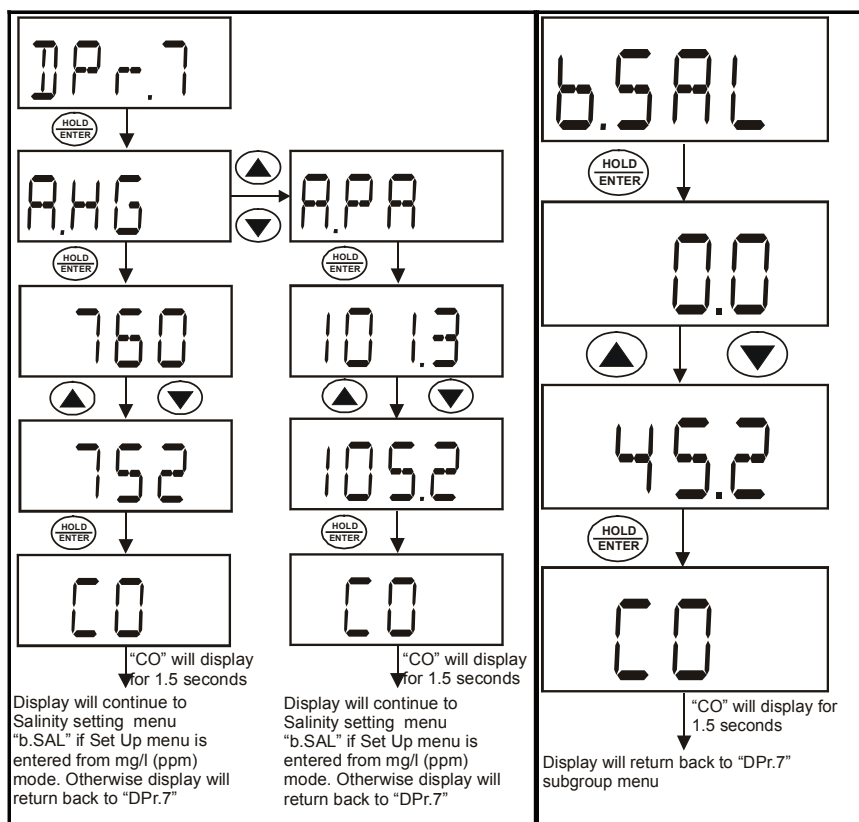 DPr.7
HOLD
ENTER
A.HG
HOLD
ENTER
760
752
HOLD
ENTER
CO
“CO” will display
for 1.5 seconds
Display will continue to
Salinity setting menu
“b.SAL” if Set Up menu is
entered from mg/l (ppm)
mode. Otherwise display will
return back to “DPr.7”
A.PA
HOLD
ENTER
101.3
105.2
HOLD
ENTER
CO
“CO” will display
for 1.5 seconds
Display will continue to
Salinity setting menu
“b.SAL” if Set Up menu is
entered from mg/l (ppm)
mode. Otherwise display will
return back to “DPr.7”
b.SAL
HOLD
ENTER
0.0
45.2
HOLD
ENTER
CO
“CO” will display for
1.5 seconds
Display will return back to “DPr.7”
subgroup menu